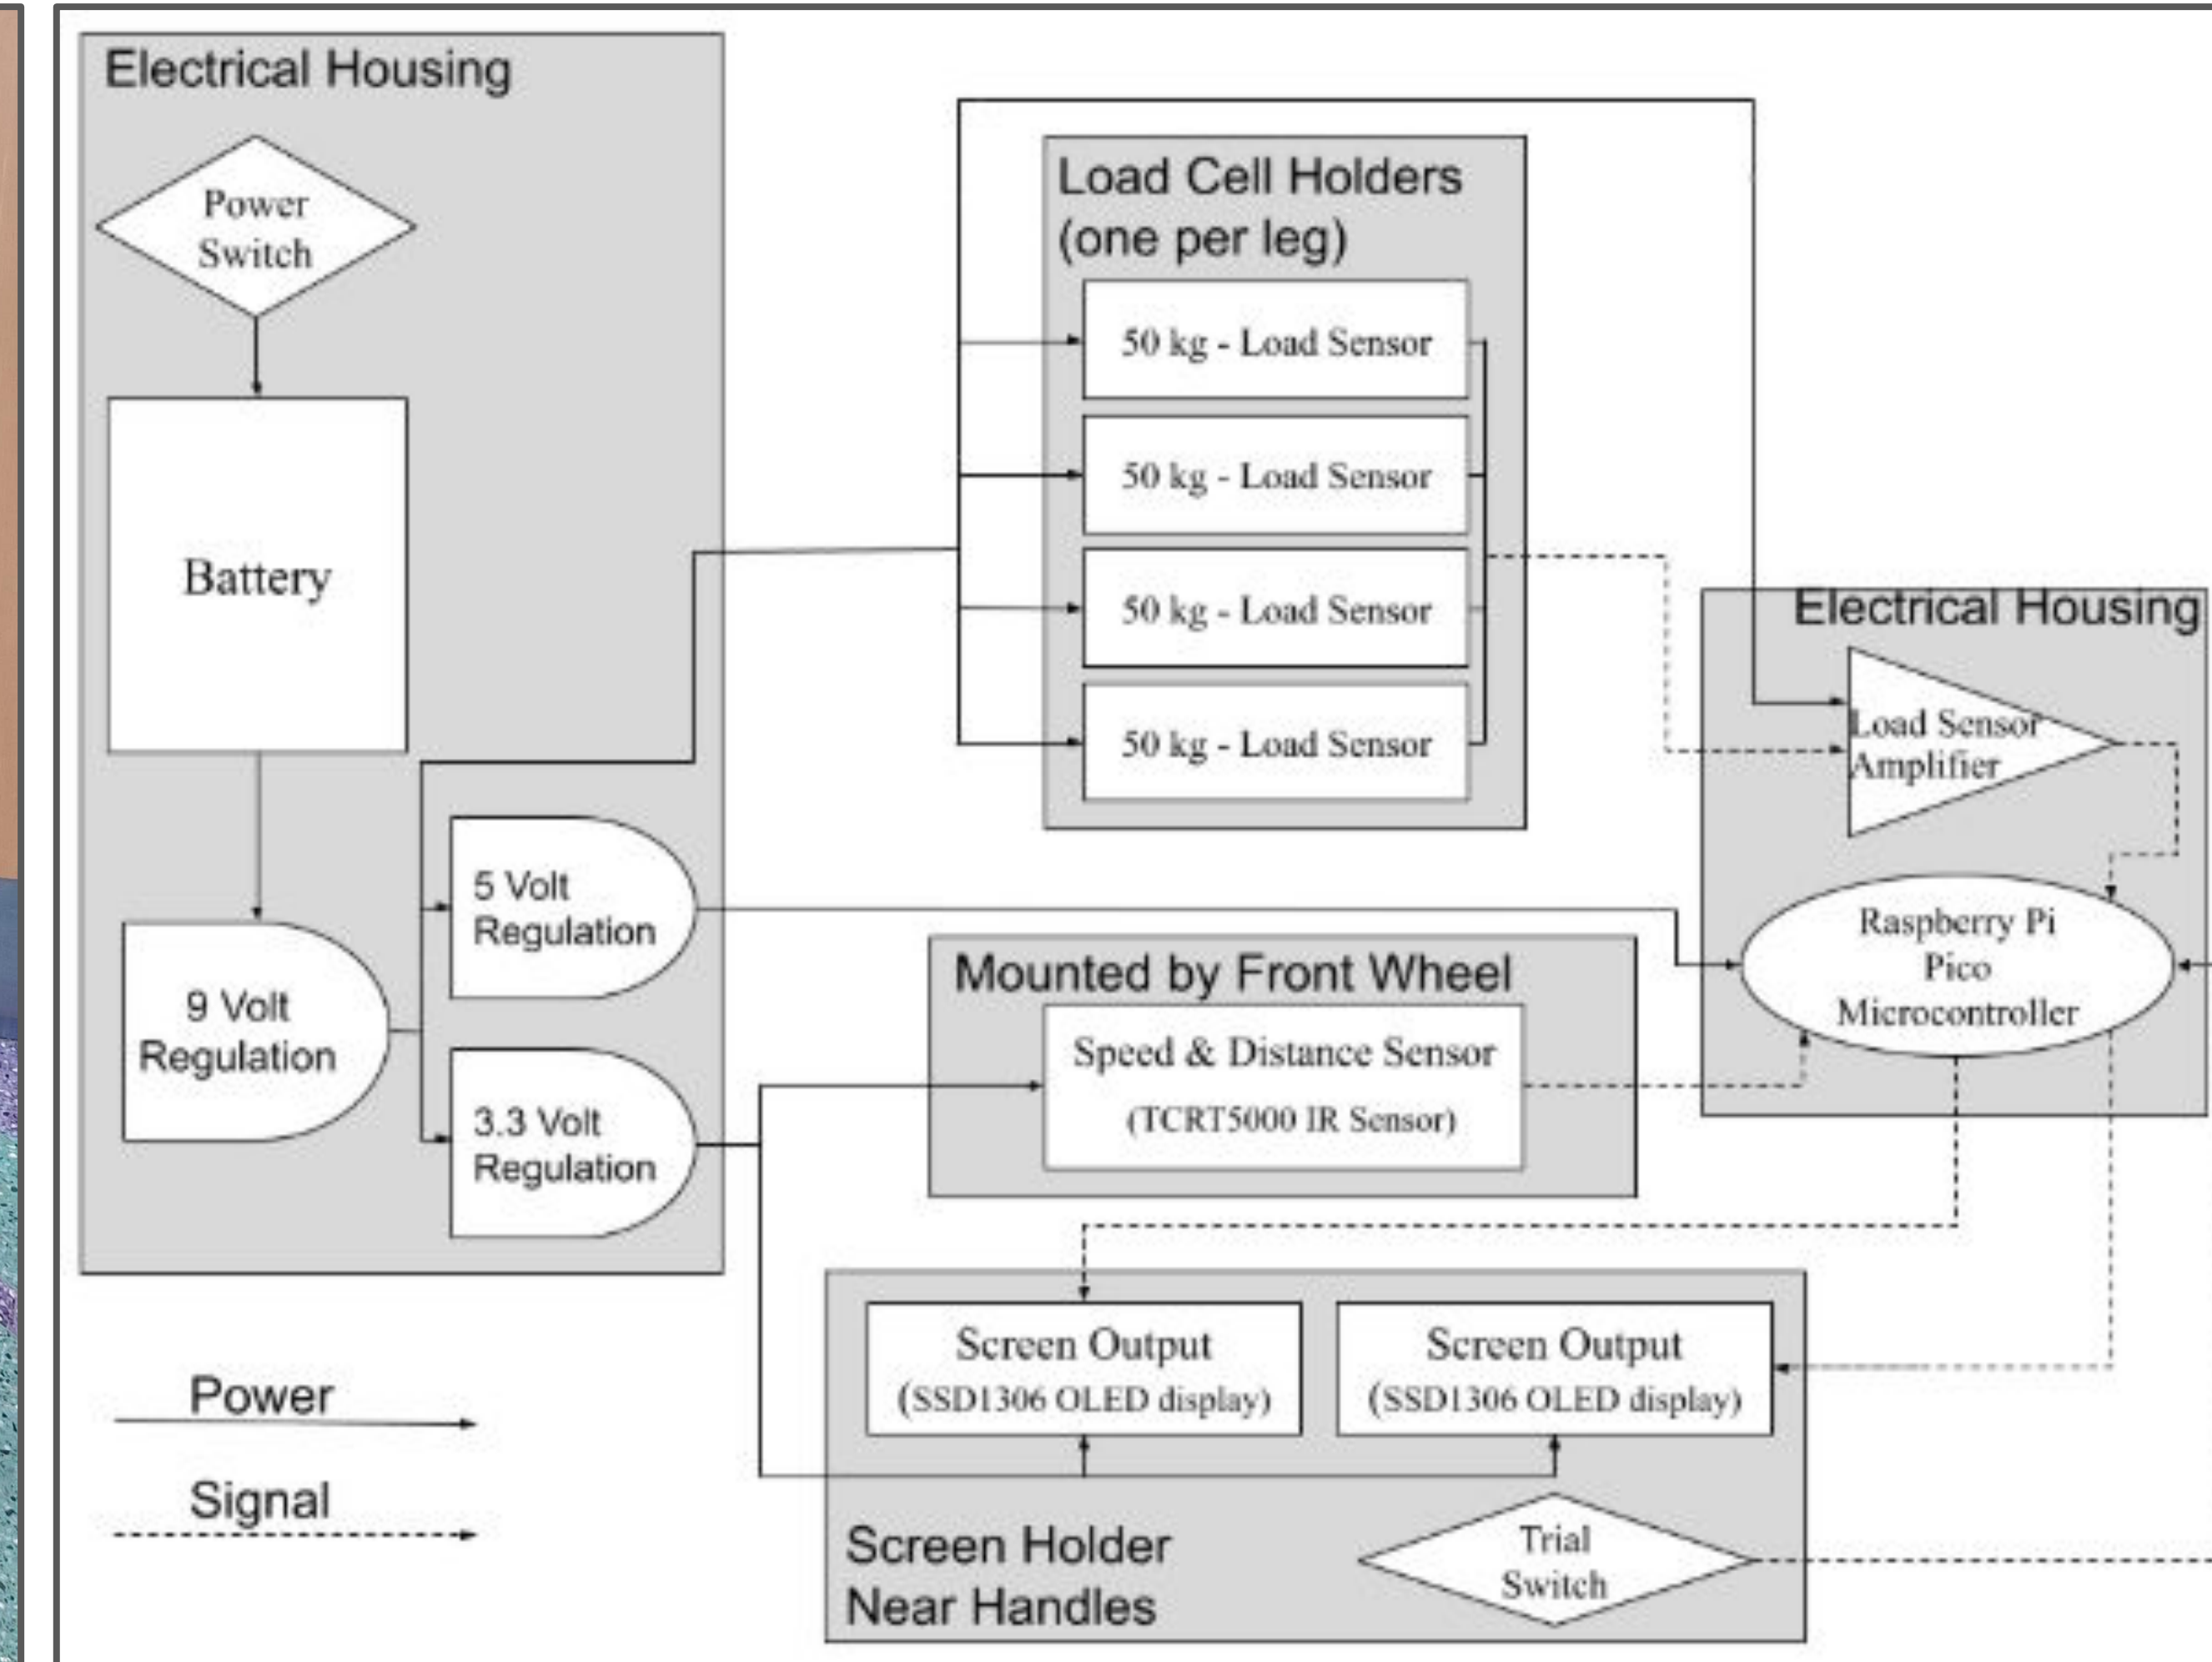 Electrical Housing
Power
Switch
Battery
9 Volt
Regulation
5 Volt
Regulation
3.3 Volt
Regulation
Power
Signal
Load Cell Holders
(one per leg)
50 kg - Load Sensor
50 kg - Load Sensor
50 kg - Load Sensor
50 kg - Load Sensor
Mounted by Front Wheel
Speed & Distance Sensor
(TCRT5000 IR Sensor)
Electrical Housing
Load Sensor
Amplifier
Raspberry Pi
Pico
Microcontroller
Screen Output
(SSD1306 OLED display)
Screen Output
(SSD1306 OLED display)
Screen Holder
Near Handles
Trial
Switch